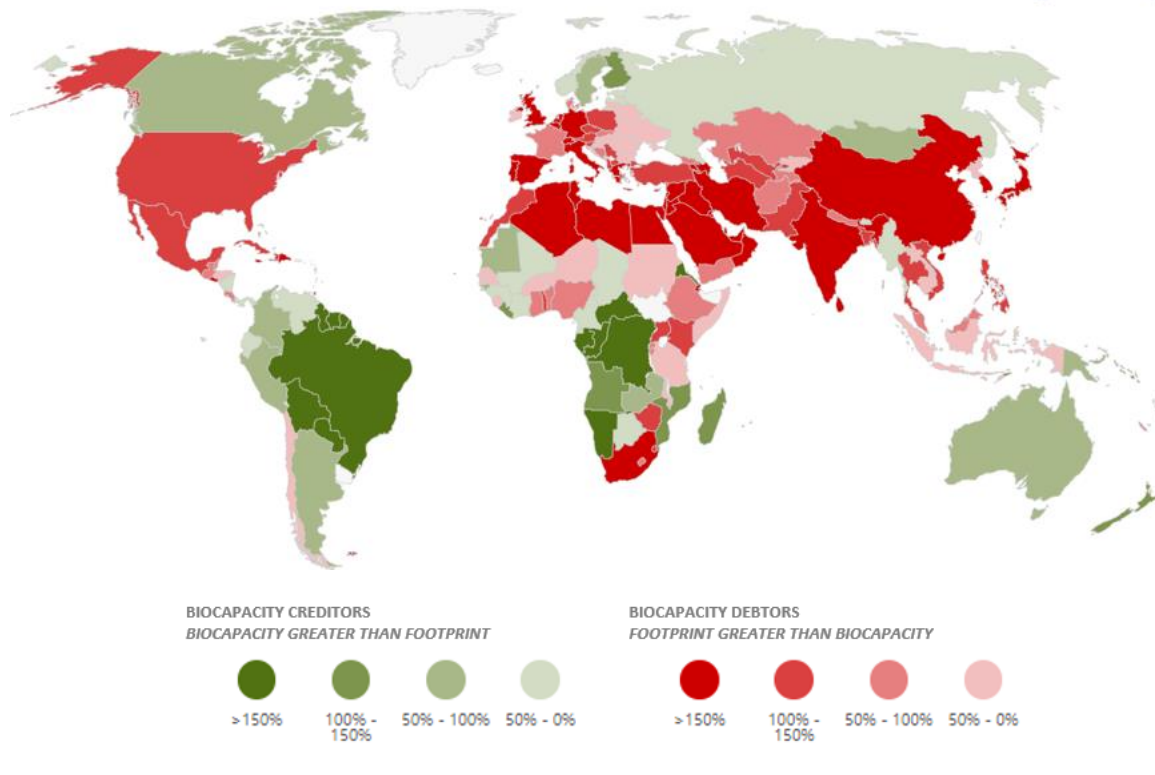 BIOCAPACITY CREDITORS
BIOCAPACITY GREATER THAN FOOTPRINT
>150%
100% -
150%
50% - 100%
50% - 0%
BIOCAPACITY DEBTORS
FOOTPRINT GREATER THAN BIOCAPACITY
>150%
100% -
150%
50% - 100%
50% - 0%